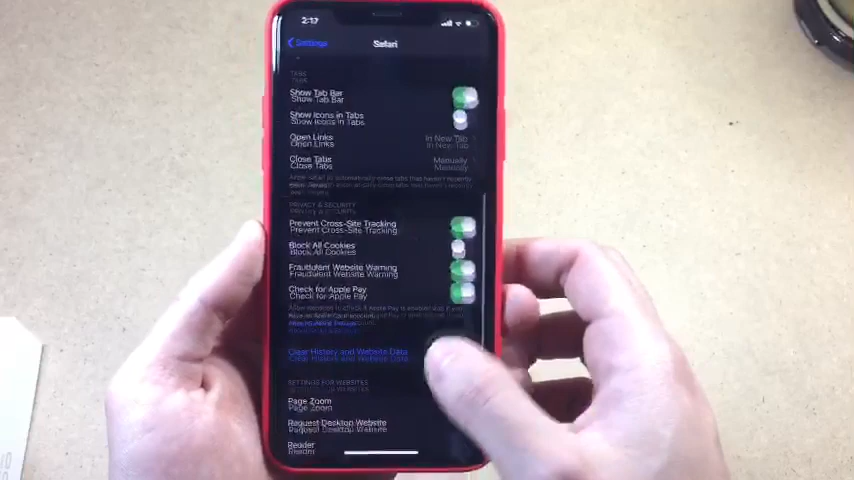 2:17
Settings
Safari
TABS
Show Tab Bar
Show Icons in Tabs
Open Links
In New Tab
Close Tabs
Manually
PRIVACY & SECURITY
Prevent Cross-Site Tracking
Block All Cookies
Fraudulent Website Warning
Check for Apple Pay
Clear History and Website Data
SETTINGS FOR WEBSITES
Page Zoom
Request Desktop Website
Reader